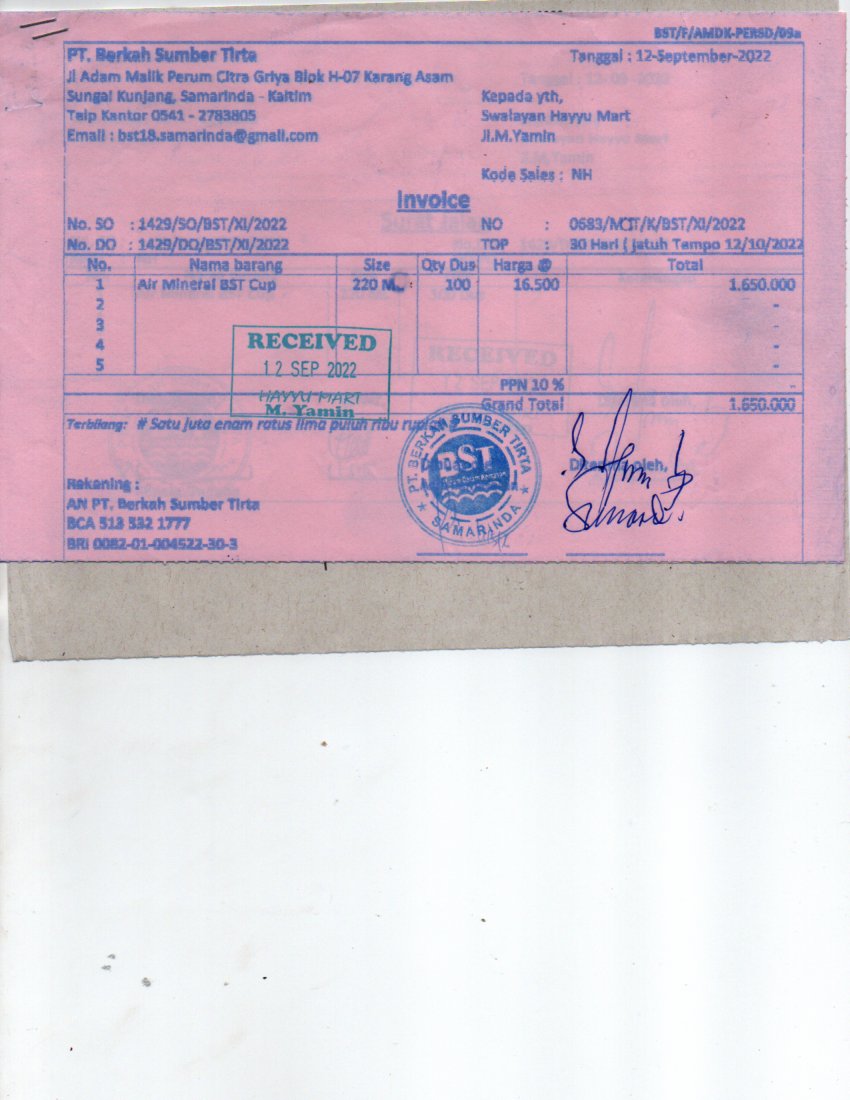 BST/F/AMDK-PERSD/09a
PT. Berkah Sumber Tirta
Tanggal : 12-September-2022
Jl Adam Malik Perum Citra Griya Blok H-07 Karang Asam
Sungai Kunjang, Samarinda - Kaltim
Kepada yth,
Telp Kantor 0541 - 2783805
Swalayan Hayyu Mart
Email : bst18.samarinda@gmail.com
Jl.M.Yamin
Kode Sales : NH
Invoice
No. SO : 1429/SO/BST/XI/2022
NO : 0683/MTT/K/BST/XI/2022
No. DO : 1429/DO/BST/XI/2022
TOP : 30 Hari ( jatuh Tempo 12/10/2022
No. Nama barang Size Qty Dus Harga @ Total
1 Air Mineral BST Cup 220 ML 100 16.500 1.650.000
2 -
3 -
4 -
5 -
RECEIVED
12 SEP 2022
HAYYU MART
M. Yamin
PPN 10 % -
Grand Total 1.650.000
Terbilang: # Satu juta enam ratus lima puluh ribu
PT. BERKAH SUMBER TIRTA
BST
SAMARINDA
Rekening :
AN PT. Berkah Sumber Tirta
BCA 513 532 1777
BRI 0082-01-004522-30-3